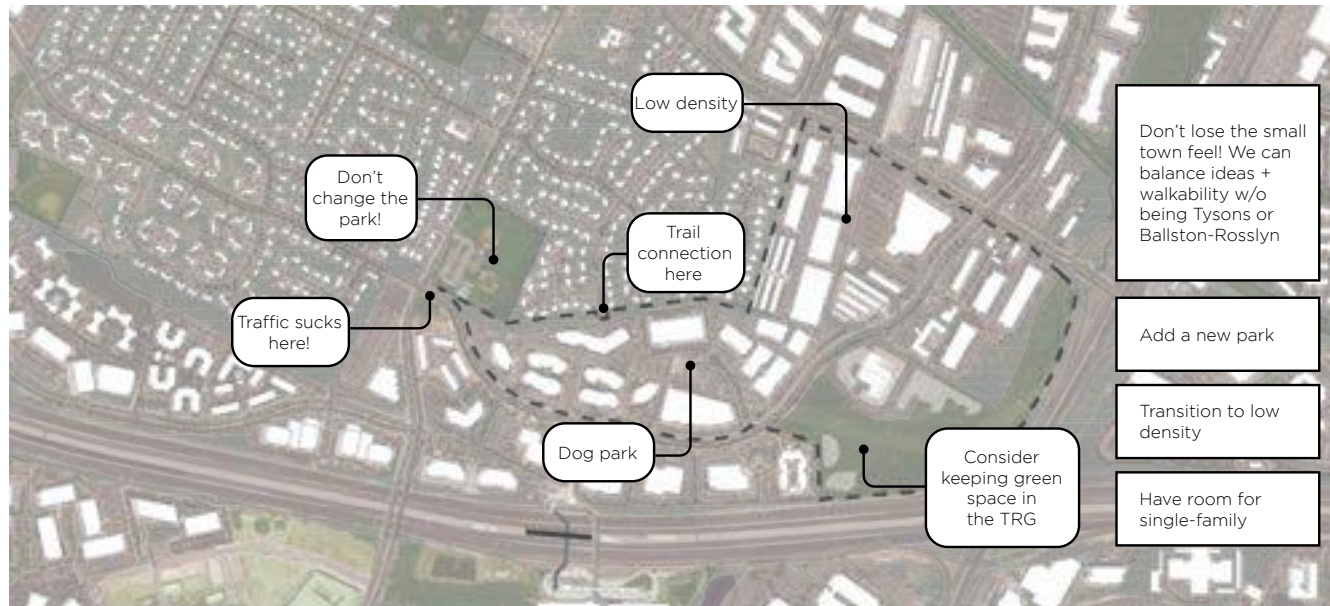 Low density
Don't
change the
park!
Trail
connection
here
Traffic sucks
here!
Dog park
Consider
keeping green
space in
the TRG
Don't lose the small
town feel! We can
balance ideas +
walkability w/o
being Tysons or
Ballston-Rosslyn
Add a new park
Transition to low
density
Have room for
single-family